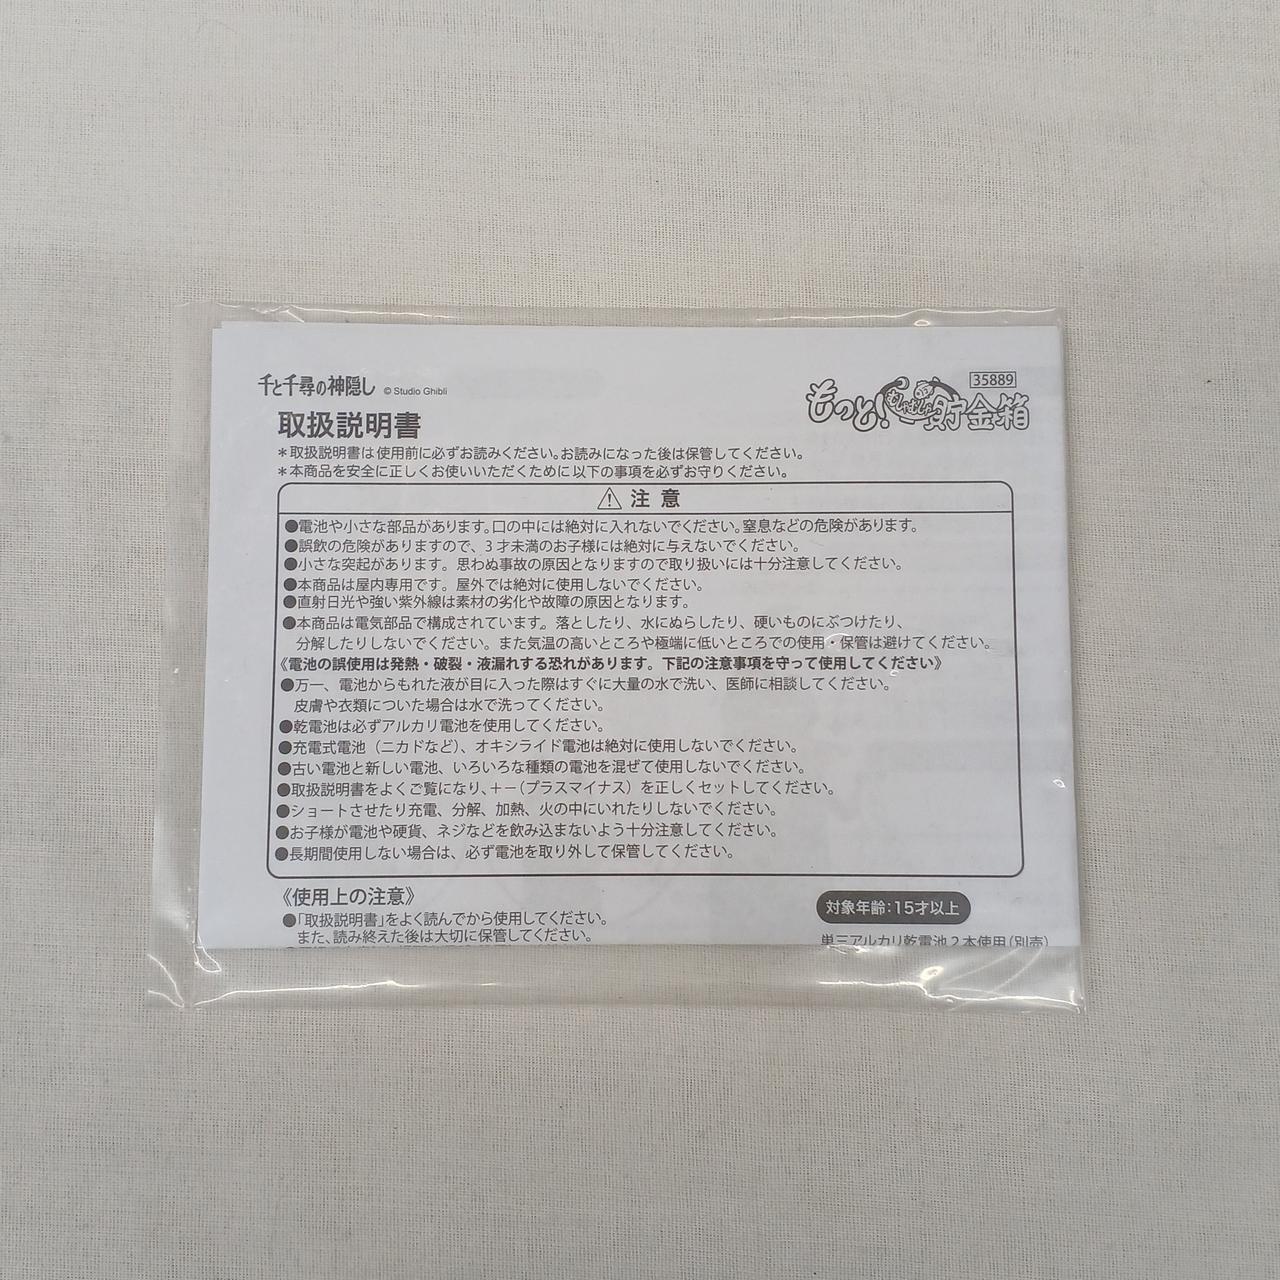 千と千尋の神隠し © Studio Ghibli
35889
もっと!むしゃむしゃ貯金箱
取扱説明書
＊取扱説明書は使用前に必ずお読みください。お読みになった後は保管してください。
＊本商品を安全に正しくお使いいただくために以下の事項を必ずお守りください。
⚠ 注意
●電池や小さな部品があります。口の中には絶対に入れないでください。窒息などの危険があります。
●誤飲の危険がありますので、3才未満のお子様には絶対に与えないでください。
●小さな突起があります。思わぬ事故の原因となりますので取り扱いには十分注意してください。
●本商品は屋内専用です。屋外では絶対に使用しないでください。
●直射日光や強い紫外線は素材の劣化や故障の原因となります。
●本商品は電気部品で構成されています。落としたり、水にぬらしたり、硬いものにぶつけたり、
分解したりしないでください。また気温の高いところや極端に低いところでの使用・保管は避けてください。
《電池の誤使用は発熱・破裂・液漏れする恐れがあります。下記の注意事項を守って使用してください》
●万一、電池からもれた液が目に入った際はすぐに大量の水で洗い、医師に相談してください。
皮膚や衣類についた場合は水で洗ってください。
●乾電池は必ずアルカリ電池を使用してください。
●充電式電池（ニカドなど）、オキシライド電池は絶対に使用しないでください。
●古い電池と新しい電池、いろいろな種類の電池を混ぜて使用しないでください。
●取扱説明書をよくご覧になり、＋－（プラスマイナス）を正しくセットしてください。
●ショートさせたり充電、分解、加熱、火の中にいれたりしないでください。
●お子様が電池や硬貨、ネジなどを飲み込まないよう十分注意してください。
●長期間使用しない場合は、必ず電池を取り外して保管してください。
《使用上の注意》
●「取扱説明書」をよく読んでから使用してください。
また、読み終えた後は大切に保管してください。
対象年齢：15才以上
単三アルカリ乾電池2本使用（別売）